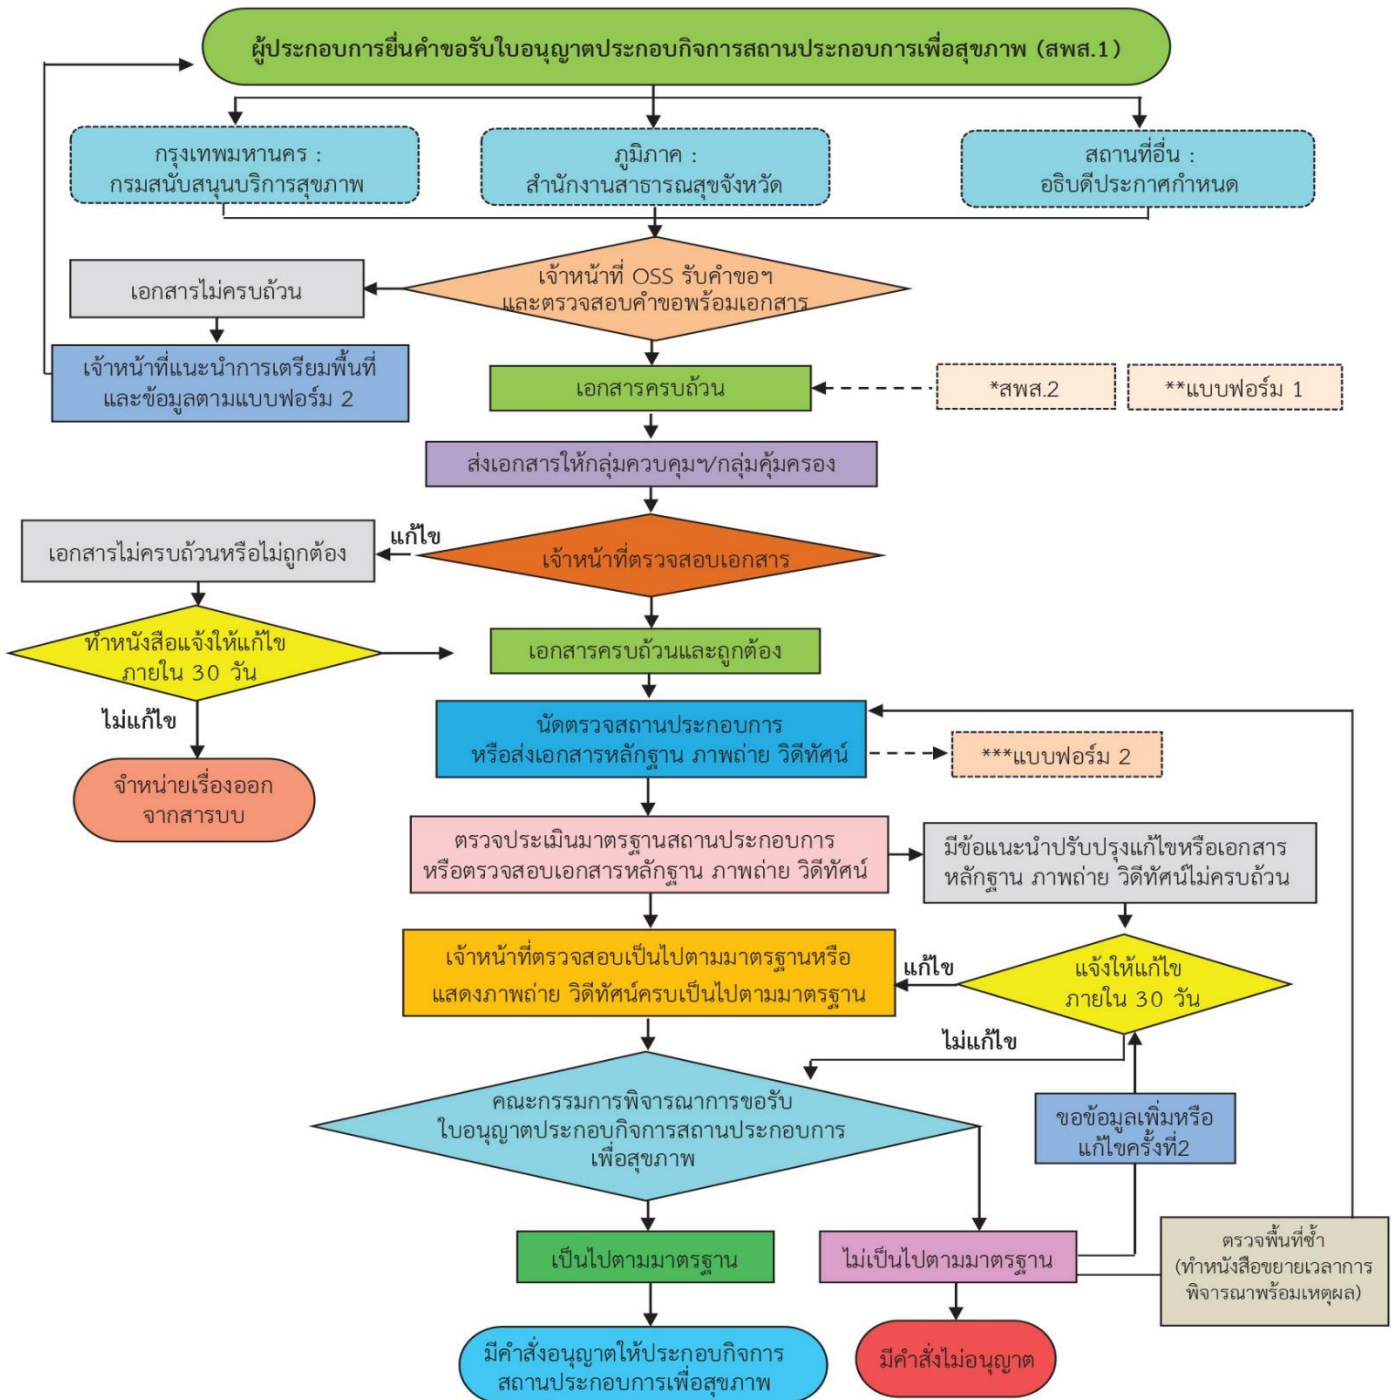 ผู้ประกอบการยื่นคำขอรับใบอนุญาตประกอบกิจการสถานประกอบการเพื่อสุขภาพ (สพส.1)
กรุงเทพมหานคร :
กรมสนับสนุนบริการสุขภาพ
ภูมิภาค :
สำนักงานสาธารณสุขจังหวัด
สถานที่อื่น :
อธิบดีประกาศกำหนด
เจ้าหน้าที่ OSS รับคำขอฯ
และตรวจสอบคำขอพร้อมเอกสาร
เอกสารไม่ครบถ้วน
เจ้าหน้าที่แนะนำการเตรียมพื้นที่
และข้อมูลตามแบบฟอร์ม 2
เอกสารครบถ้วน
*สพส.2
**แบบฟอร์ม 1
ส่งเอกสารให้กลุ่มควบคุมฯ/กลุ่มคุ้มครอง
เจ้าหน้าที่ตรวจสอบเอกสาร
แก้ไข
เอกสารไม่ครบถ้วนหรือไม่ถูกต้อง
ทำหนังสือแจ้งให้แก้ไข
ภายใน 30 วัน
ไม่แก้ไข
จำหน่ายเรื่องออก
จากสารบบ
เอกสารครบถ้วนและถูกต้อง
นัดตรวจสถานประกอบการ
หรือส่งเอกสารหลักฐาน ภาพถ่าย วิดีทัศน์
***แบบฟอร์ม 2
ตรวจประเมินมาตรฐานสถานประกอบการ
หรือตรวจสอบเอกสารหลักฐาน ภาพถ่าย วิดีทัศน์
มีข้อแนะนำปรับปรุงแก้ไขหรือเอกสาร
หลักฐาน ภาพถ่าย วิดีทัศน์ไม่ครบถ้วน
เจ้าหน้าที่ตรวจสอบเป็นไปตามมาตรฐานหรือ
แสดงภาพถ่าย วิดีทัศน์ครบเป็นไปตามมาตรฐาน
แก้ไข
แจ้งให้แก้ไข
ภายใน 30 วัน
ไม่แก้ไข
คณะกรรมการพิจารณาการขอรับ
ใบอนุญาตประกอบกิจการสถานประกอบการ
เพื่อสุขภาพ
ขอข้อมูลเพิ่มหรือ
แก้ไขครั้งที่2
เป็นไปตามมาตรฐาน
ไม่เป็นไปตามมาตรฐาน
ตรวจพื้นที่ซ้ำ
(ทำหนังสือขยายเวลาการ
พิจารณาพร้อมเหตุผล)
มีคำสั่งอนุญาตให้ประกอบกิจการ
สถานประกอบการเพื่อสุขภาพ
มีคำสั่งไม่อนุญาต